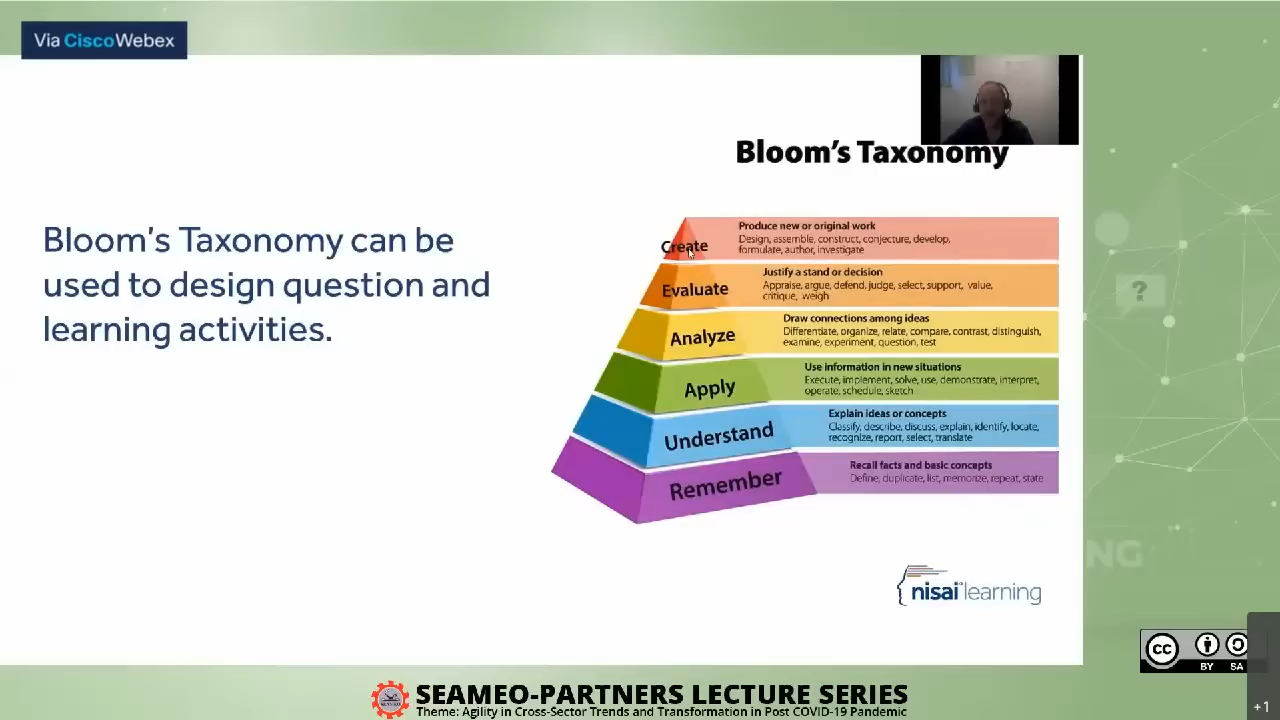 Via CiscoWebex
Bloom's Taxonomy
Bloom's Taxonomy can be
used to design question and
learning activities.
Create
Produce new or original work
Design, assemble, construct, conjecture, develop,
formulate, author, investigate
Evaluate
Justify a stand or decision
Appraise, argue, defend, judge, select, support, value,
critique, weigh
Analyze
Draw connections among ideas
Differentiate, organize, relate, compare, contrast, distinguish,
examine, experiment, question, test
Apply
Use information in new situations
Execute, implement, solve, use, demonstrate, interpret,
operate, schedule, sketch
Understand
Explain ideas or concepts
Classify, describe, discuss, explain, identify, locate,
recognize, report, select, translate
Remember
Recall facts and basic concepts
Define, duplicate, list, memorize, repeat, state
?
NG
nisai learning
cc
BY SA
SEAMEO-PARTNERS LECTURE SERIES
Theme: Agility in Cross-Sector Trends and Transformation in Post COVID-19 Pandemic
+1